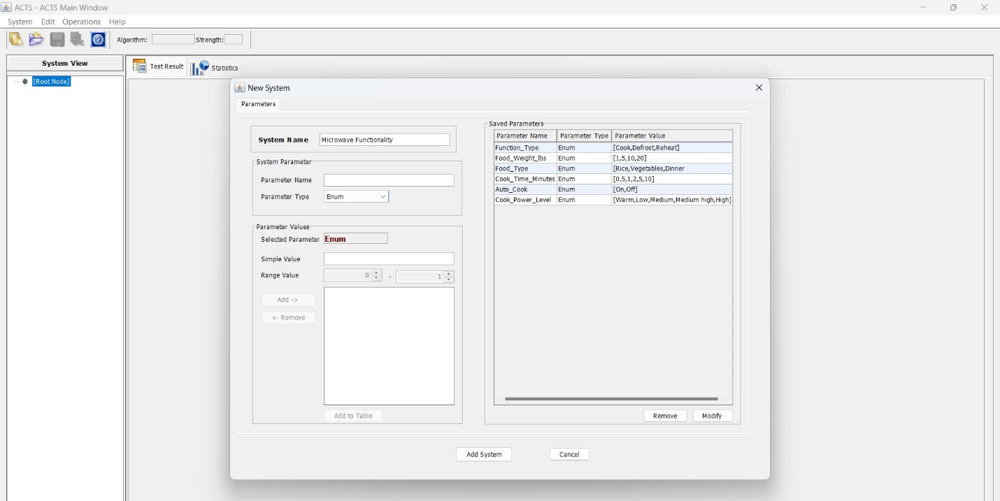 ACTS - ACTS Main Window
System Edit Operations Help
Algorithm: Strength:
System View
[Root Node]
Test Result Statistics
New System
Parameters
System Name Microwave Functionality
System Parameter
Parameter Name
Parameter Type Enum
Parameter Values
Selected Parameter Enum
Simple Value
Range Value 0 - 1
Add ->
<- Remove
Add to Table
Saved Parameters
Parameter Name Parameter Type Parameter Value
Function_Type Enum [Cook,Defrost,Reheat]
Food_Weight_lbs Enum [1,5,10,20]
Food_Type Enum [Rice,Vegetables,Dinner
Cook_Time_Minutes Enum [0.5,1,2,5,10]
Auto_Cook Enum [On,Off]
Cook_Power_Level Enum [Warm,Low,Medium,Medium high,High]
Remove Modify
Add System Cancel